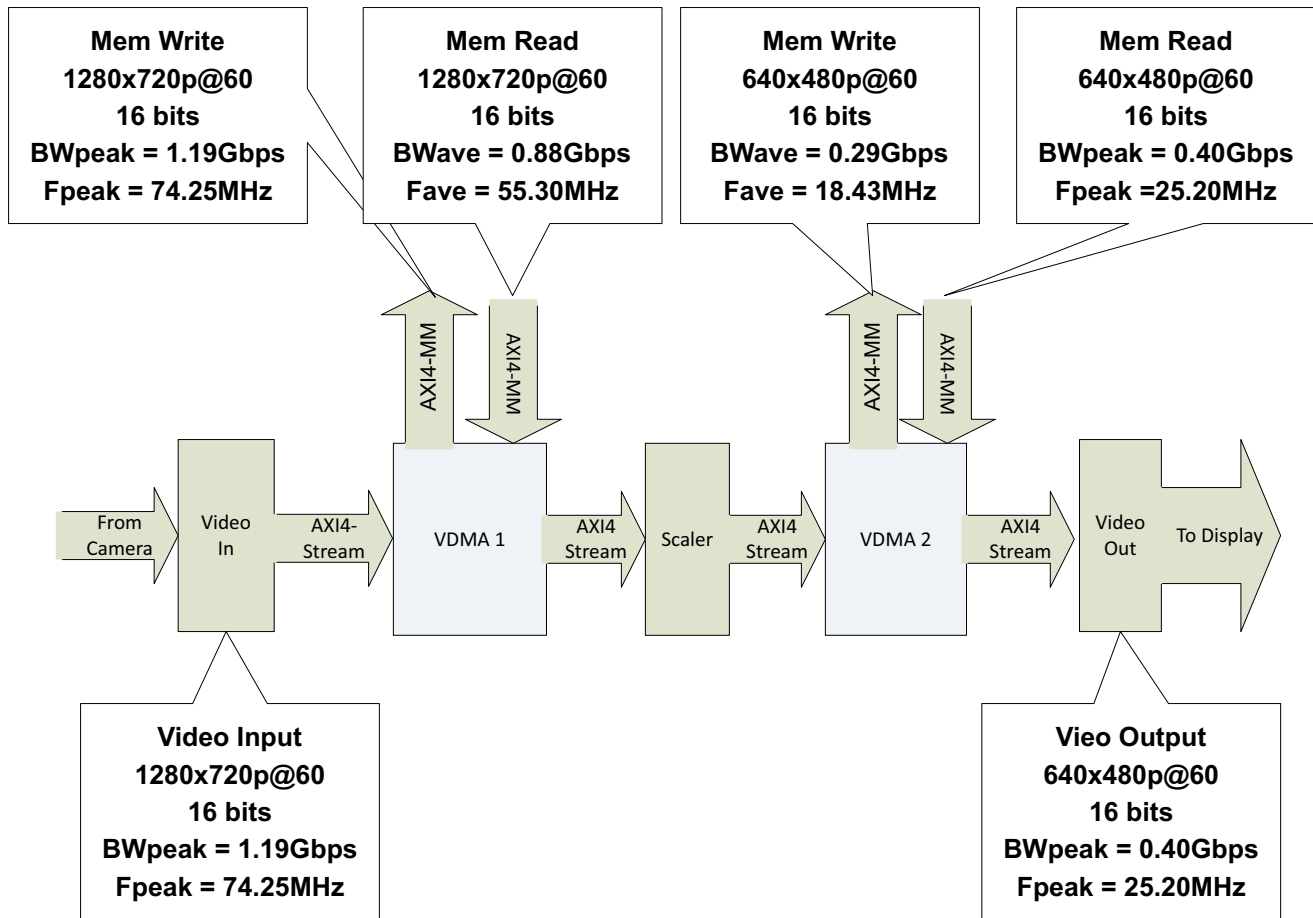 Mem Write
1280x720p@60
16 bits
BWpeak = 1.19Gbps
Fpeak = 74.25MHz
Mem Read
1280x720p@60
16 bits
BWave = 0.88Gbps
Fave = 55.30MHz
Mem Write
640x480p@60
16 bits
BWave = 0.29Gbps
Fave = 18.43MHz
Mem Read
640x480p@60
16 bits
BWpeak = 0.40Gbps
Fpeak =25.20MHz
AXI4-MM
AXI4-MM
AXI4-MM
AXI4-MM
From
Camera
Video
In
AXI4-
Stream
VDMA 1
AXI4
Stream
Scaler
AXI4
Stream
VDMA 2
AXI4
Stream
Video
Out
To Display
Video Input
1280x720p@60
16 bits
BWpeak = 1.19Gbps
Fpeak = 74.25MHz
Vieo Output
640x480p@60
16 bits
BWpeak = 0.40Gbps
Fpeak = 25.20MHz